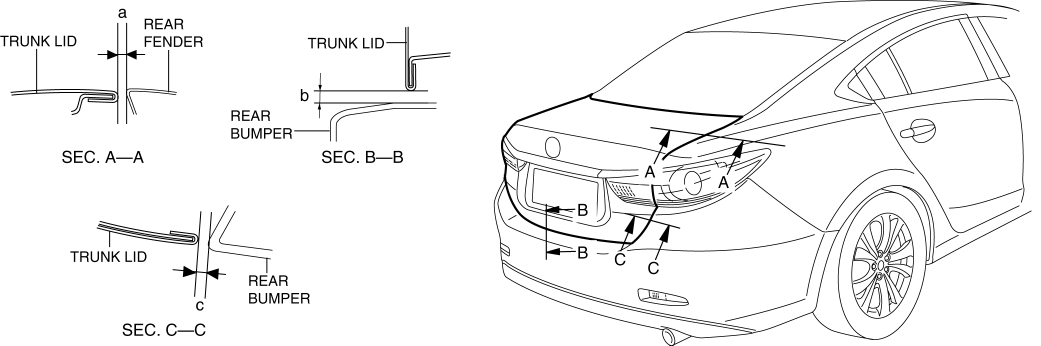 a
TRUNK LID
REAR
FENDER
SEC. A—A
TRUNK LID
b
REAR
BUMPER
SEC. B—B
TRUNK LID
REAR
BUMPER
c
SEC. C—C
A
A
B
B
C
C